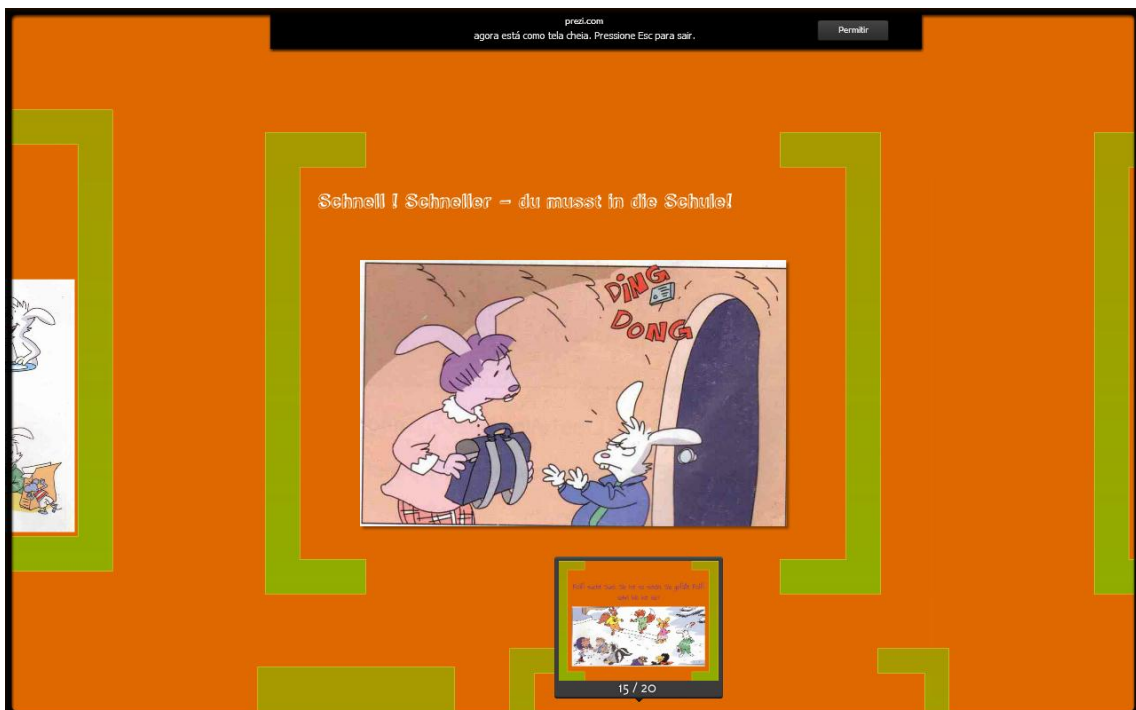 prezi.com
agora está como tela cheia. Pressione Esc para sair.
Permitir
Schnell ! Schneller – du musst in die Schule!
DING
DONG
15 / 20